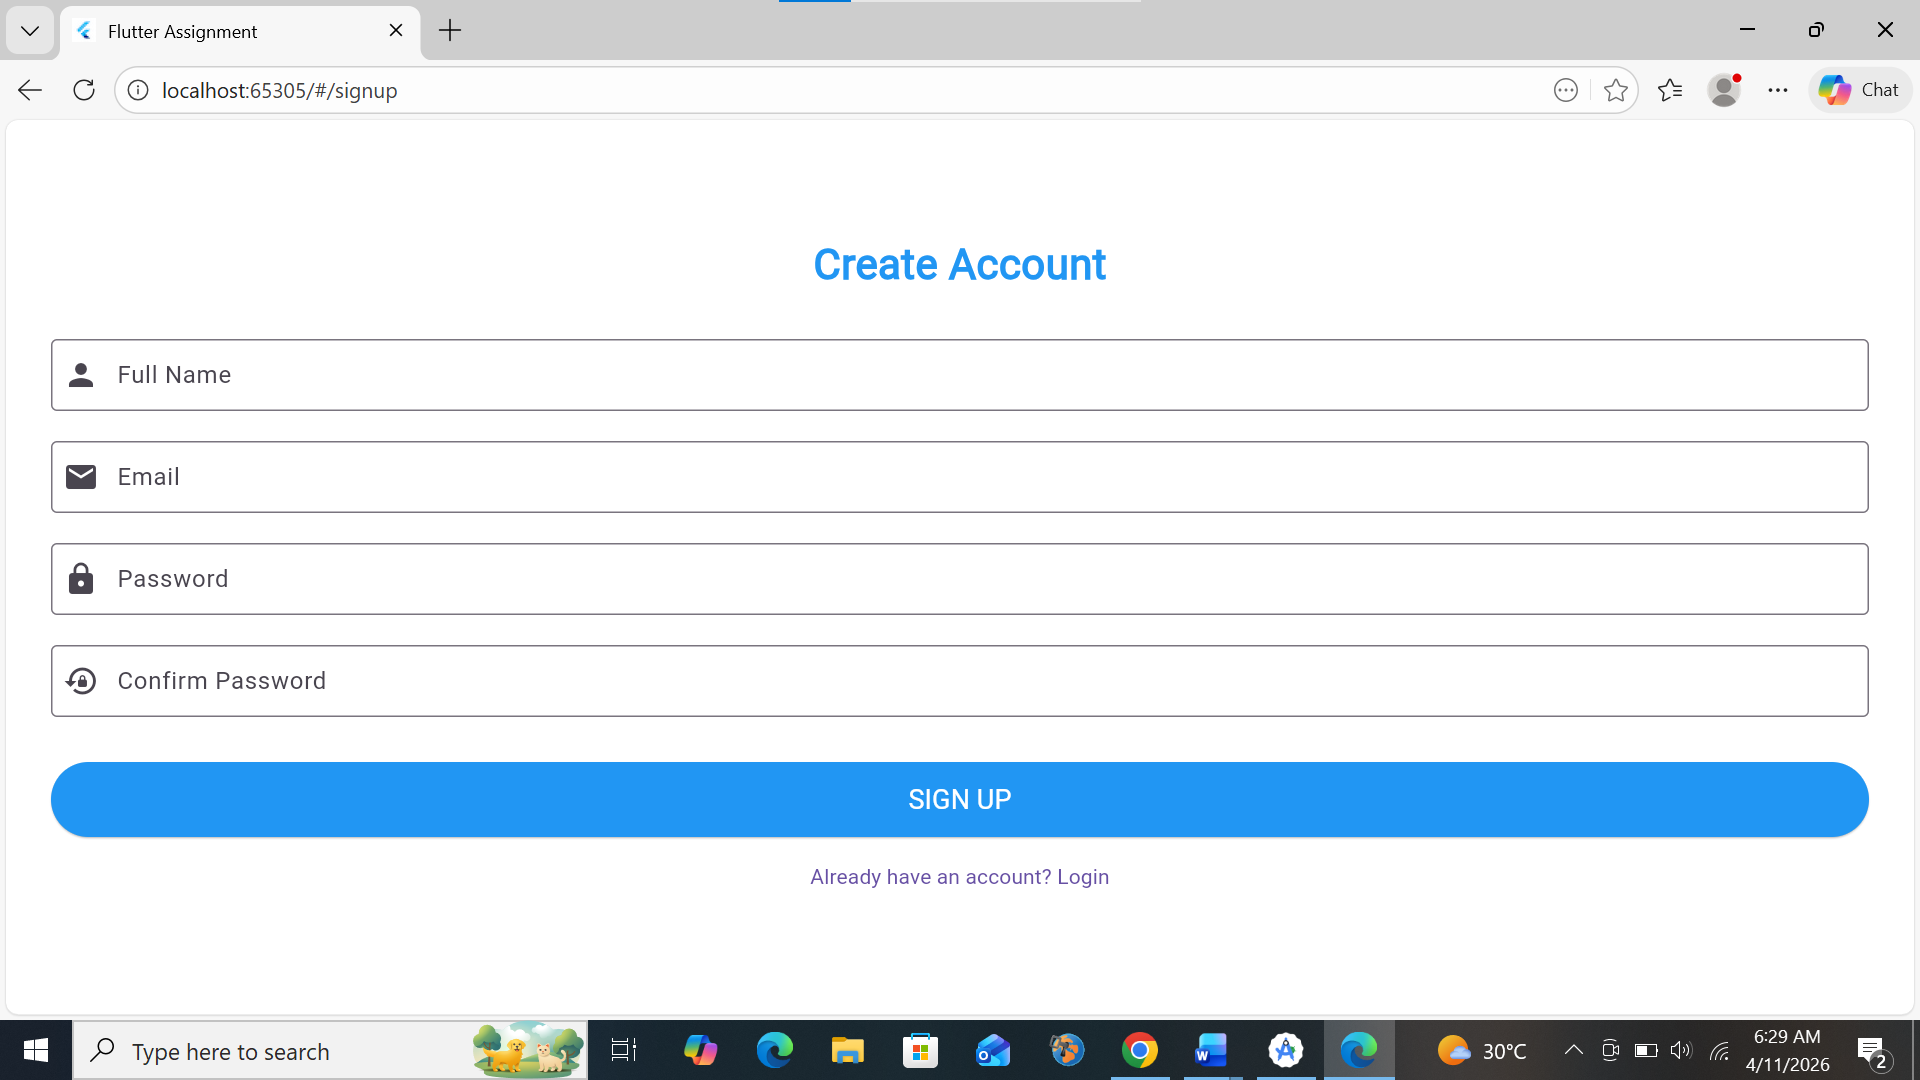 Flutter Assignment
localhost:65305/#/signup
Chat
Create Account
Full Name
Email
Password
Confirm Password
SIGN UP
Already have an account? Login
Type here to search
30°C
6:29 AM
4/11/2026
2